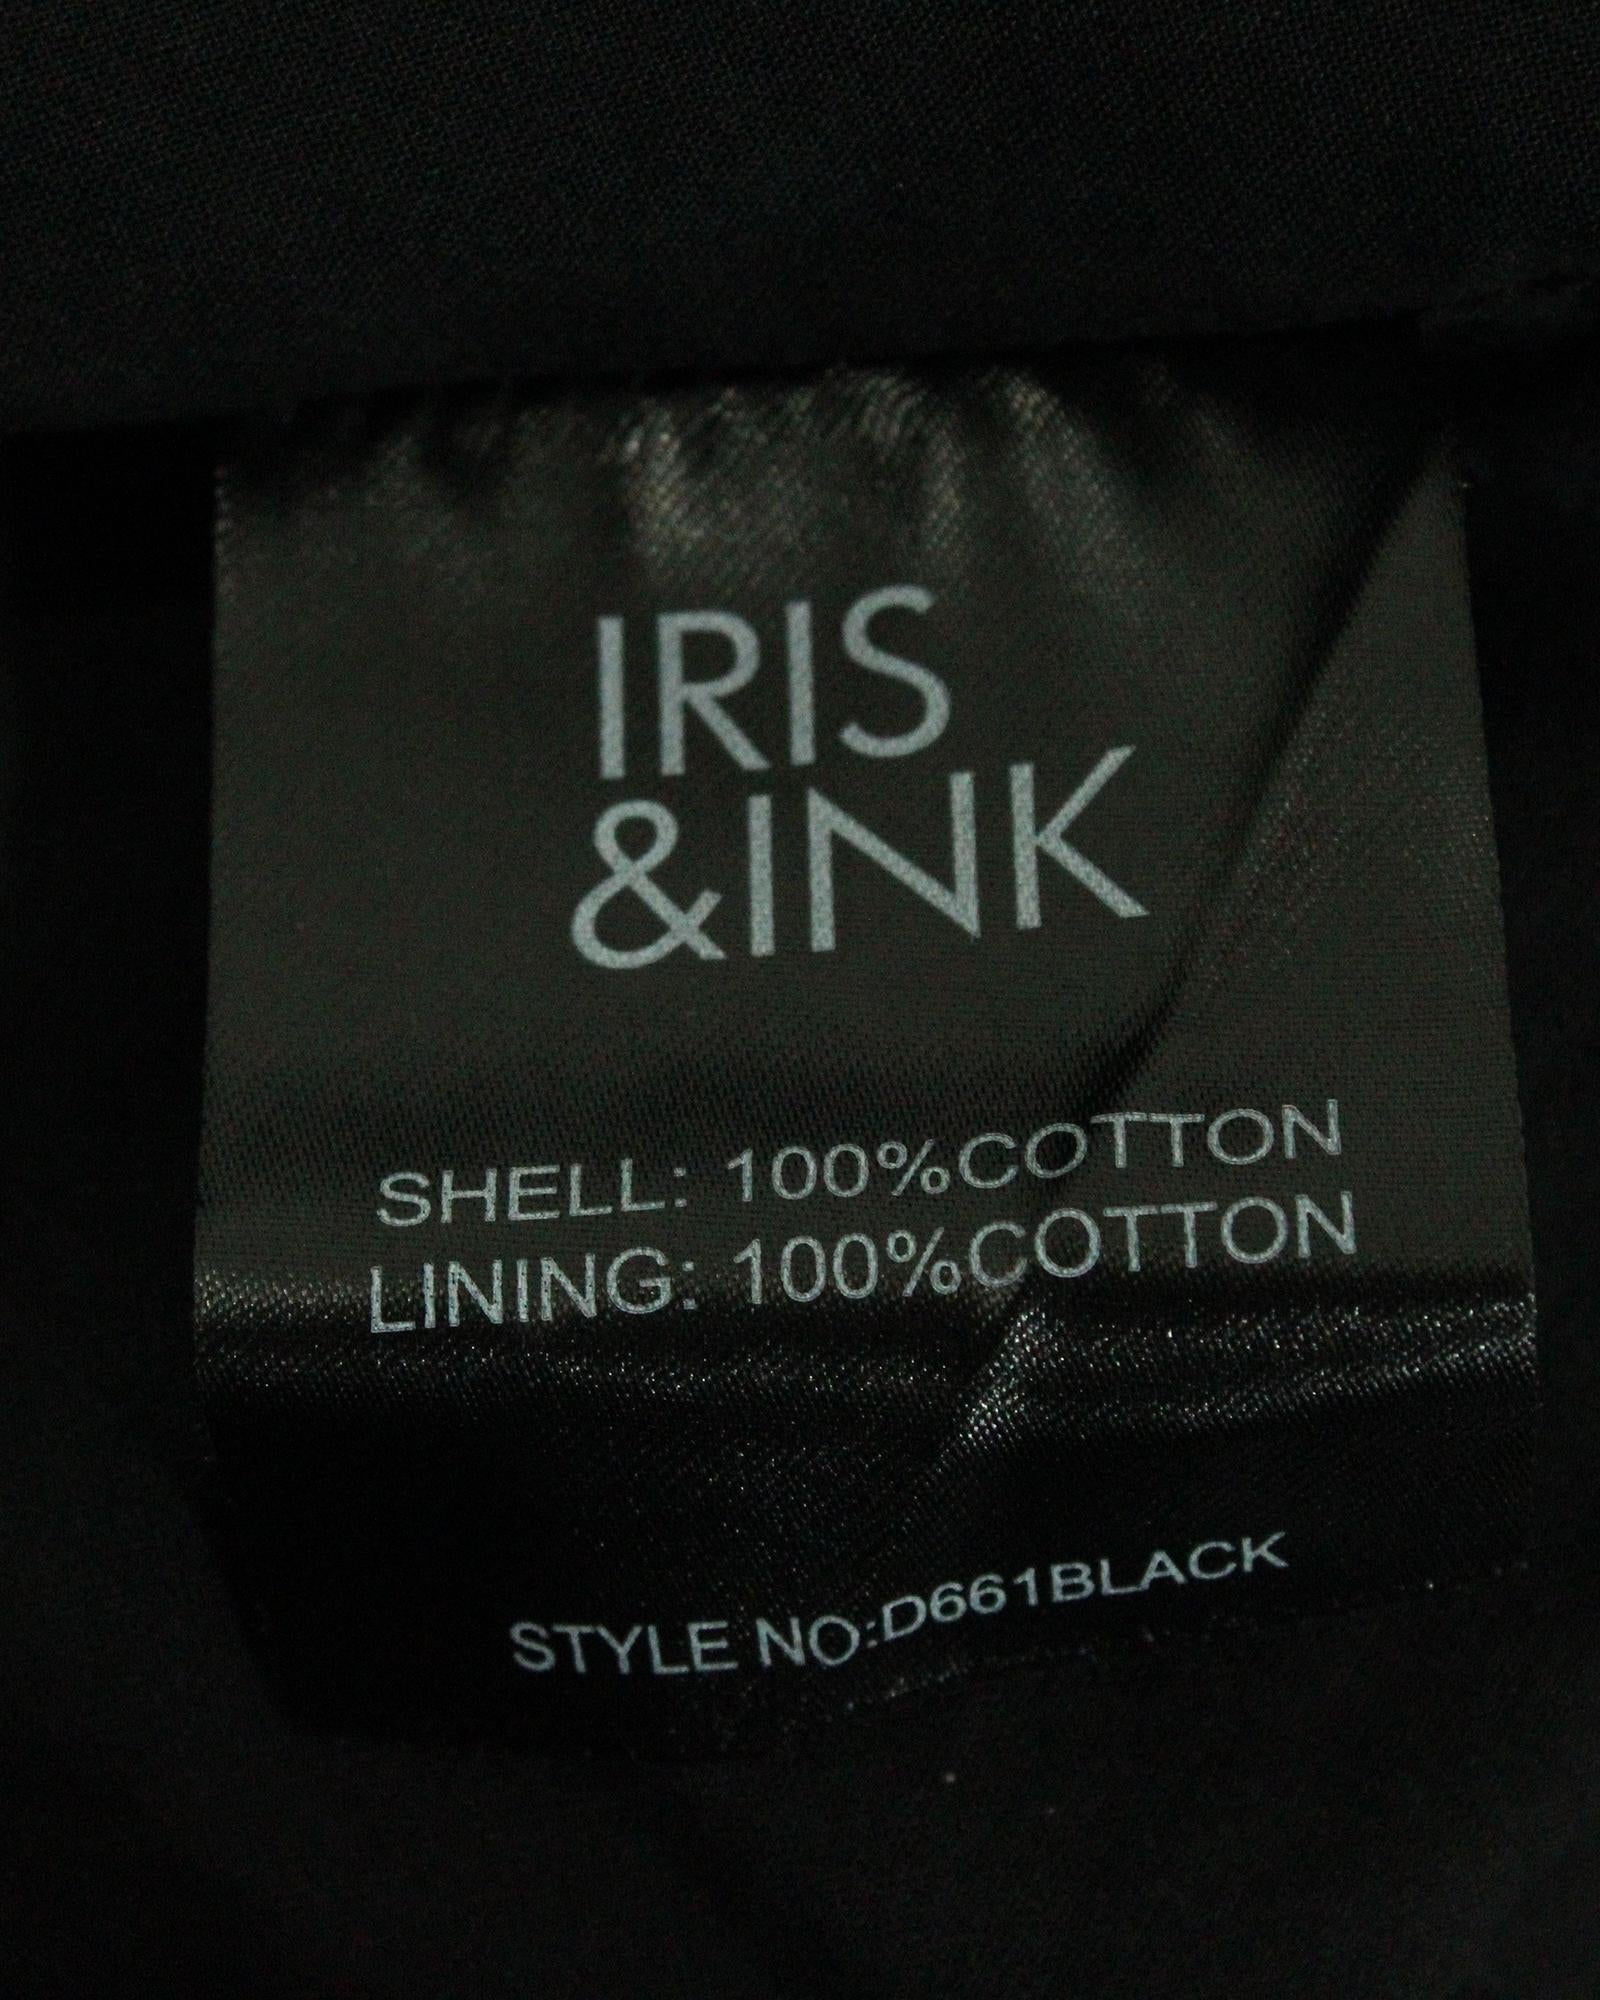 IRIS
&INK
SHELL: 100%COTTON
LINING: 100%COTTON
STYLE NO:D661BLACK